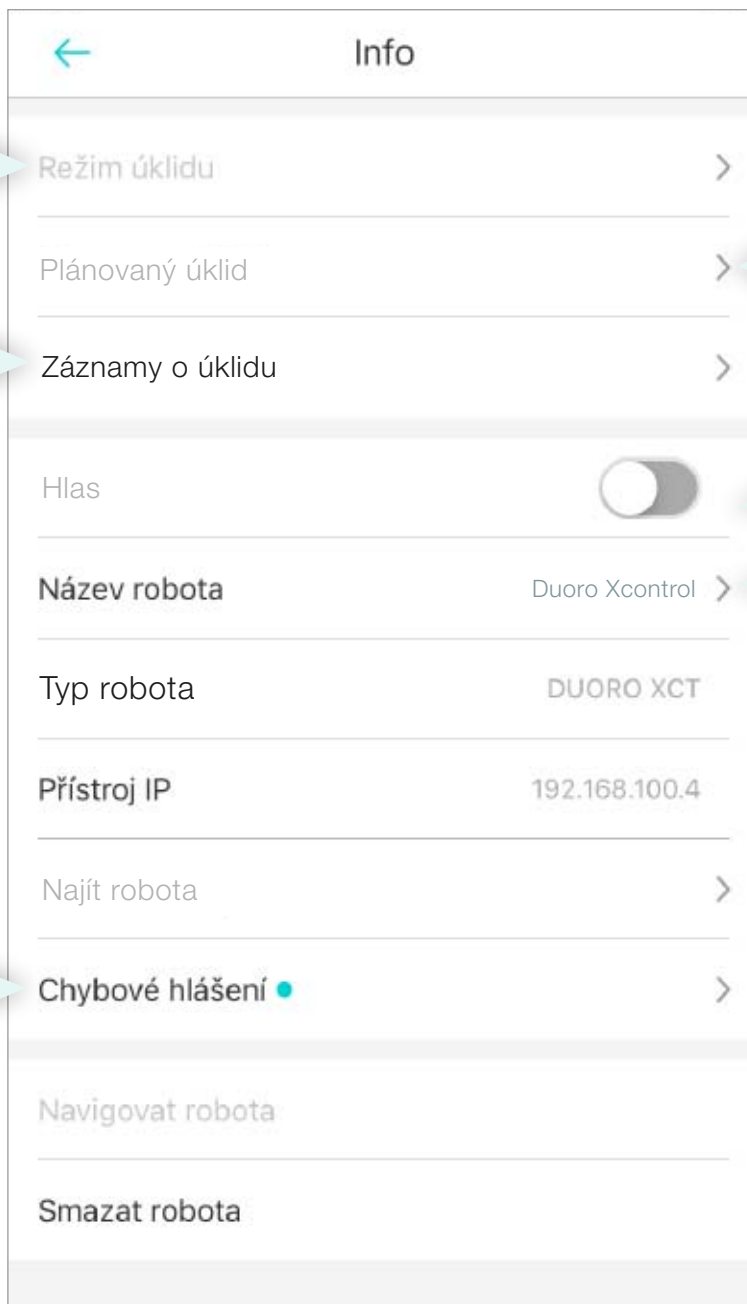 Info
Režim úklidu
Plánovaný úklid
Záznamy o úklidu
Hlas
Název robota Duoro Xcontrol
Typ robota DUORO XCT
Přístroj IP 192.168.100.4
Najít robota
Chybové hlášení
Navigovat robota
Smazat robota